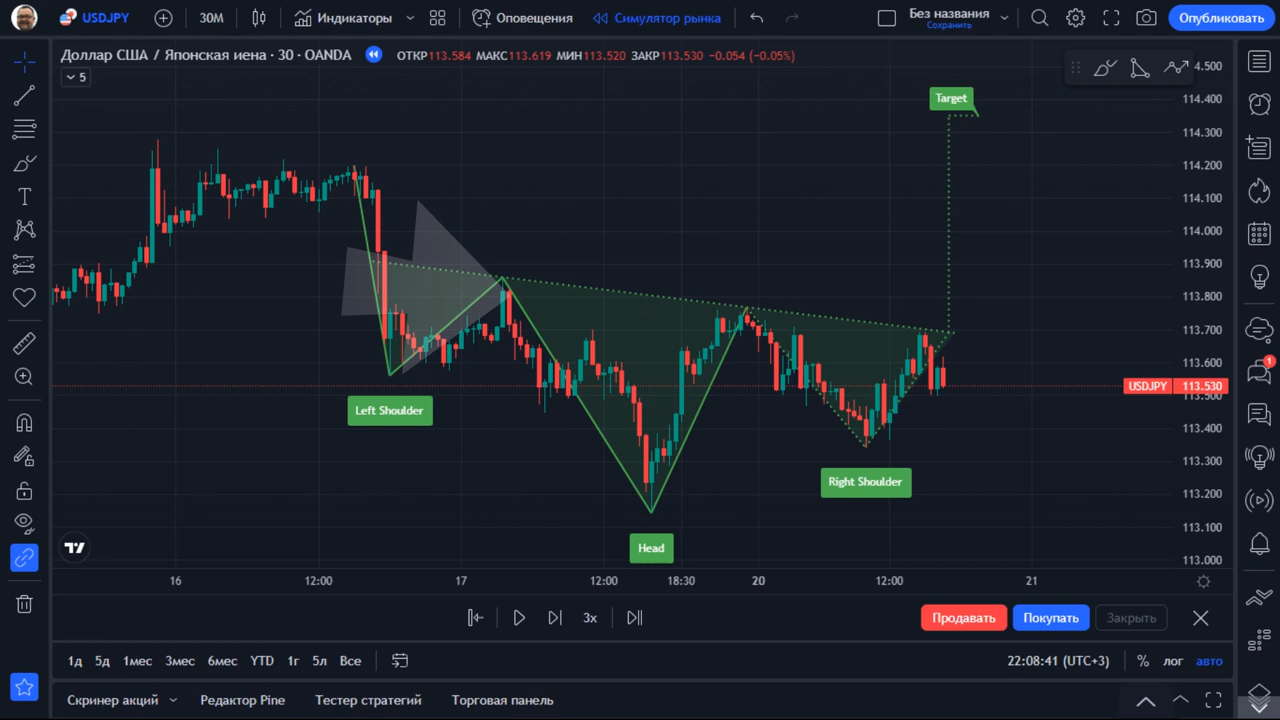 USDJPY
30М
Индикаторы
Оповещения
Симулятор рынка
Без названия
Сохранить
Опубликовать
Доллар США / Японская иена · 30 · OANDA
ОТКР113.584 МАКС113.619 МИН113.520 ЗАКР113.530 −0.054 (−0.05%)
5
4.500
Target
114.400
114.300
114.200
114.100
114.000
113.900
113.800
113.700
113.600
USDJPY 113.530
113.500
Left Shoulder
113.400
113.300
Right Shoulder
113.200
113.100
Head
113.000
16 12:00 17 12:00 18:30 20 12:00 21
3x
Продавать
Покупать
Закрыть
1д 5д 1мес 3мес 6мес YTD 1г 5л Все
22:08:41 (UTC+3) % лог авто
Скринер акций Редактор Pine Тестер стратегий Торговая панель
1